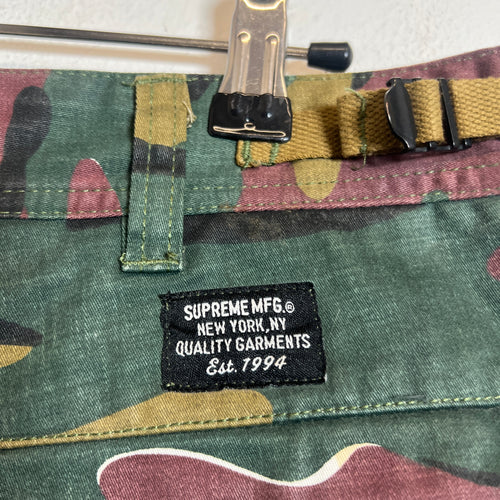 SUPREME MFG.®
NEW YORK, NY
QUALITY GARMENTS
Est. 1994